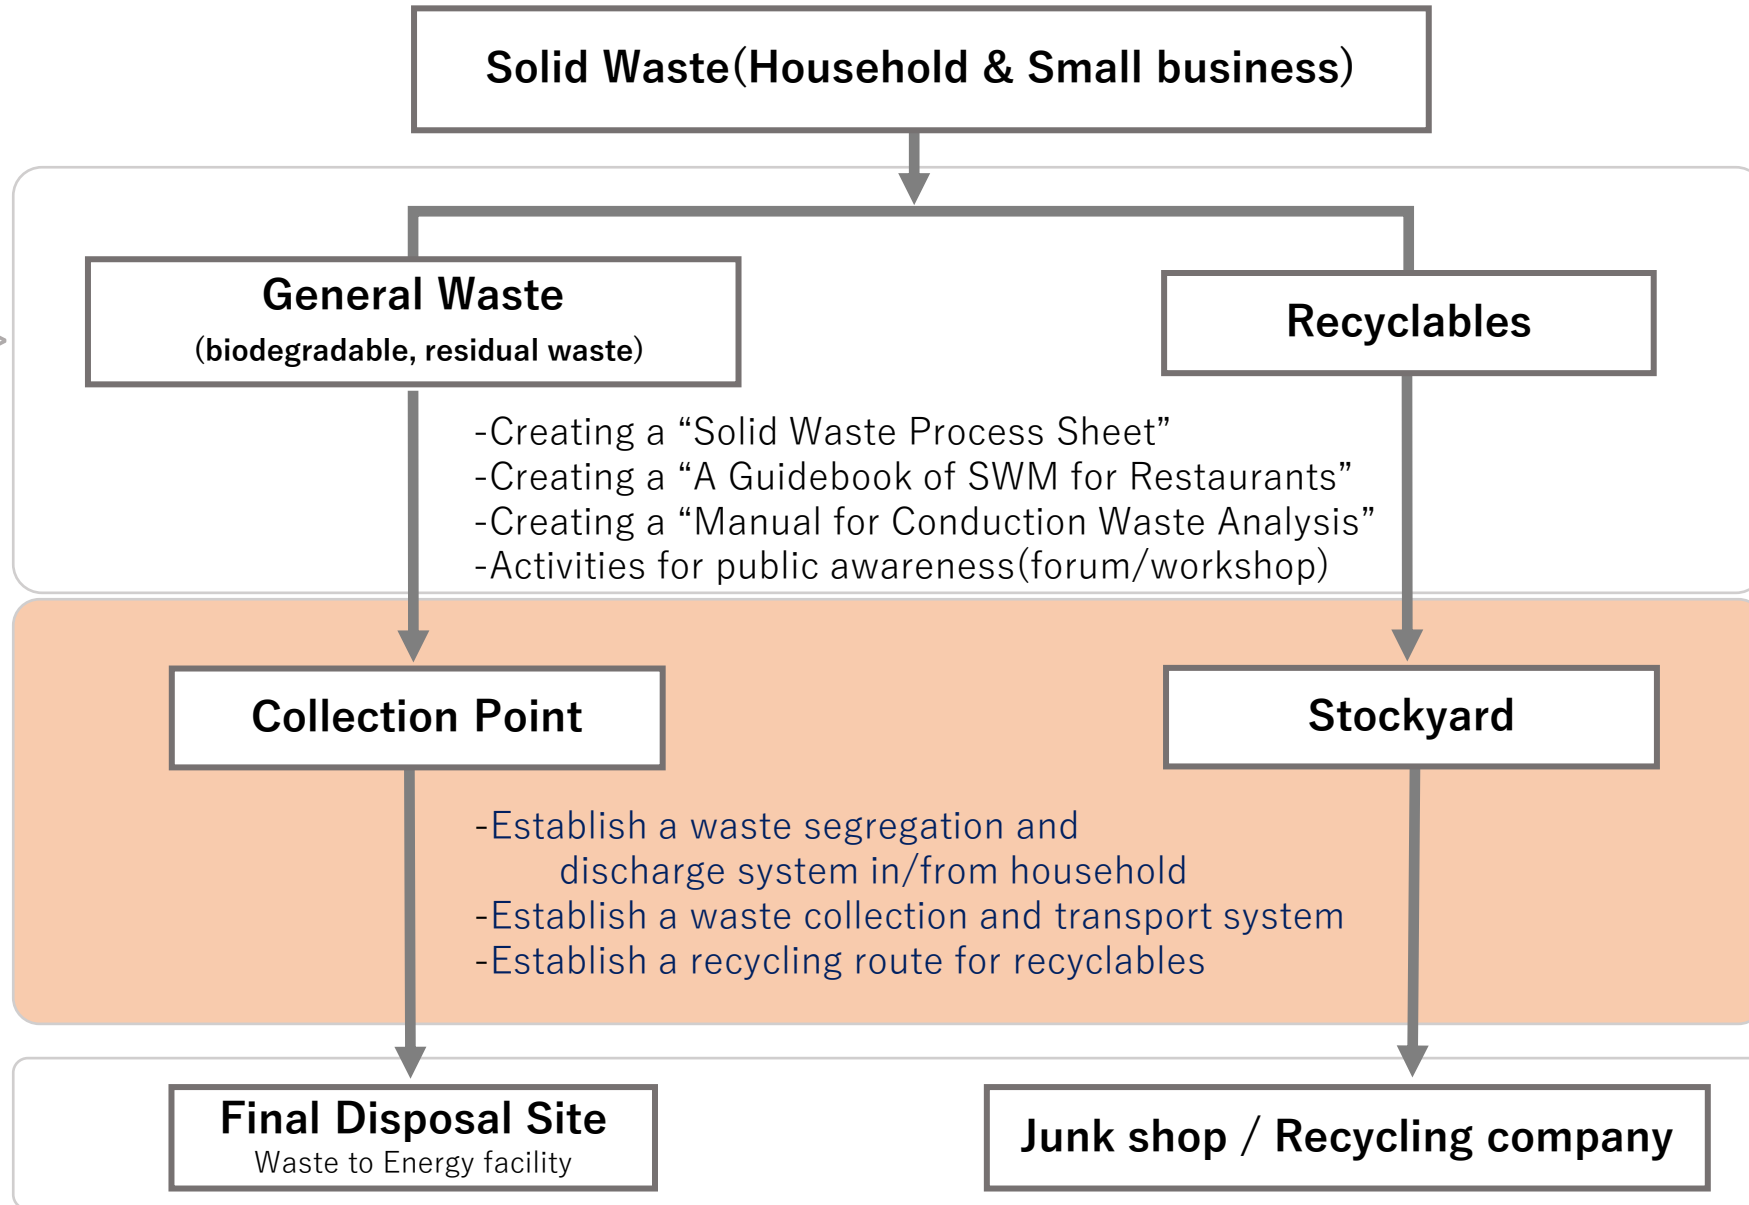 Solid Waste(Household & Small business)
General Waste
(biodegradable, residual waste)
Recyclables
-Creating a “Solid Waste Process Sheet”
-Creating a “A Guidebook of SWM for Restaurants”
-Creating a “Manual for Conduction Waste Analysis”
-Activities for public awareness(forum/workshop)
Collection Point
Stockyard
-Establish a waste segregation and
discharge system in/from household
-Establish a waste collection and transport system
-Establish a recycling route for recyclables
Final Disposal Site
Waste to Energy facility
Junk shop / Recycling company